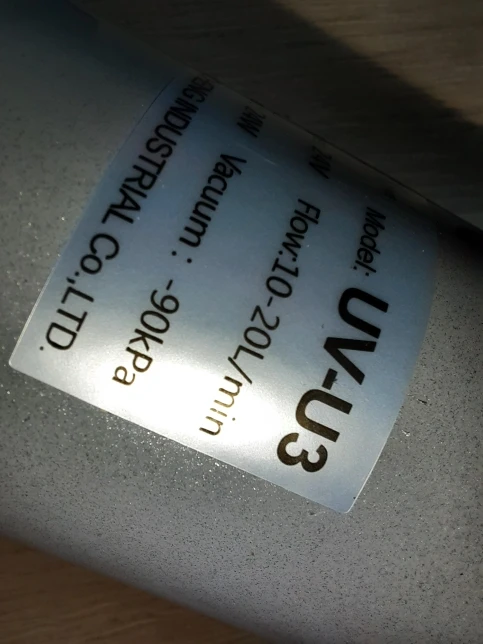 Model: UV-U3
Flow:10-20L/min
Vacuum : -90kPa
INDUSTRIAL Co.,LTD.